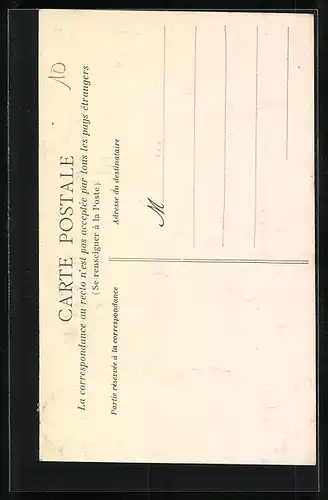 10
CARTE POSTALE
La correspondance au recto n'est pas acceptée par tous les pays étrangers
(Se renseigner à la Poste).
Partie réservée à la correspondance
Adresse du destinataire
M